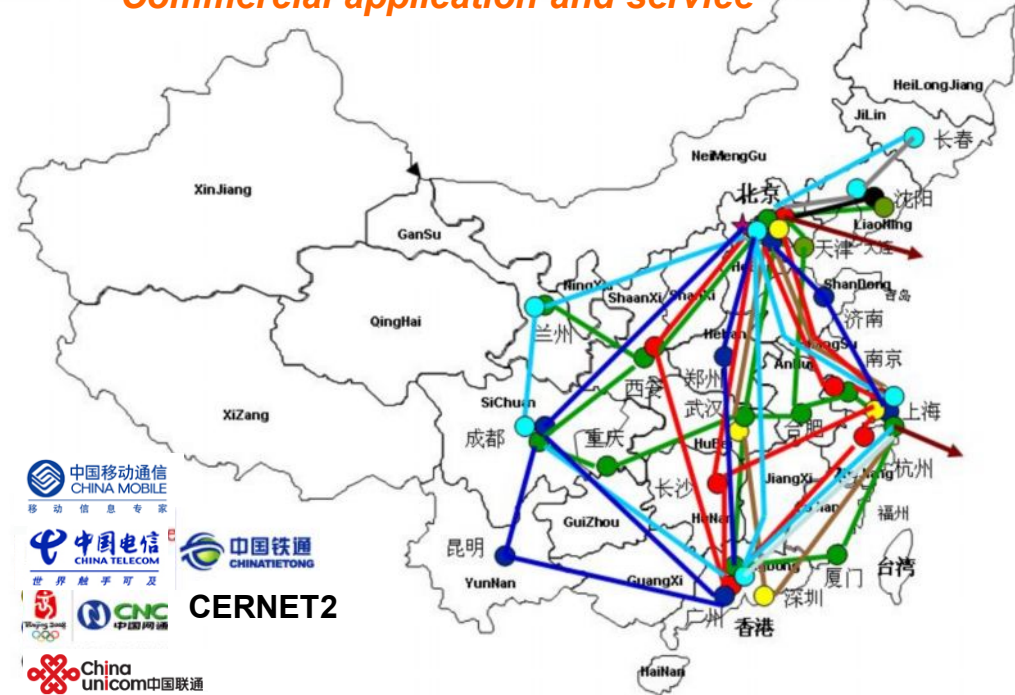 Commercial application and service
HeiLongJiang
JiLin
长春
NeiMengGu
XinJiang
北京
沈阳
LiaoNing
GanSu
天津
大连
NingXia
ShaanXi
ShanXi
ShanDong
青岛
QingHai
兰州
济南
HeNan
西安
郑州
AnHui
南京
XiZang
SiChuan
武汉
上海
成都
重庆
合肥
HuBei
杭州
中国移动通信
CHINA MOBILE
移 动 信 息 专 家
长沙
JiangXi
GuiZhou
HuNan
福州
中国电信
CHINA TELECOM
世 界 触 手 可 及
中国铁通
CHINATIETONG
昆明
YunNan
GuangXi
厦门
台湾
Beijing 2008
CNC
中国网通
CERNET2
深圳
广州
香港
China
unicom中国联通
HaiNan